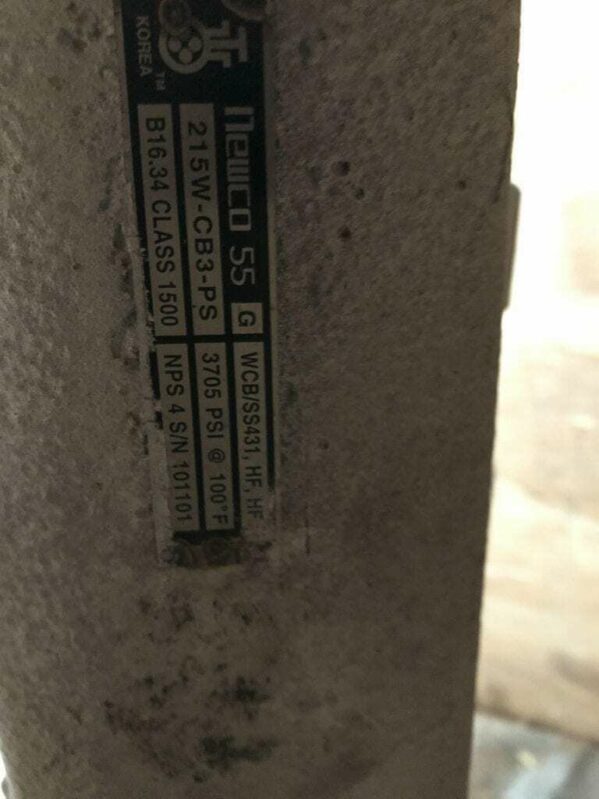 KOREA
TM
newco 55 G WCB/SS431, HF, HF
215W-CB3-PS 3705 PSI @ 100°F
B16.34 CLASS 1500 NPS 4 S/N 101101